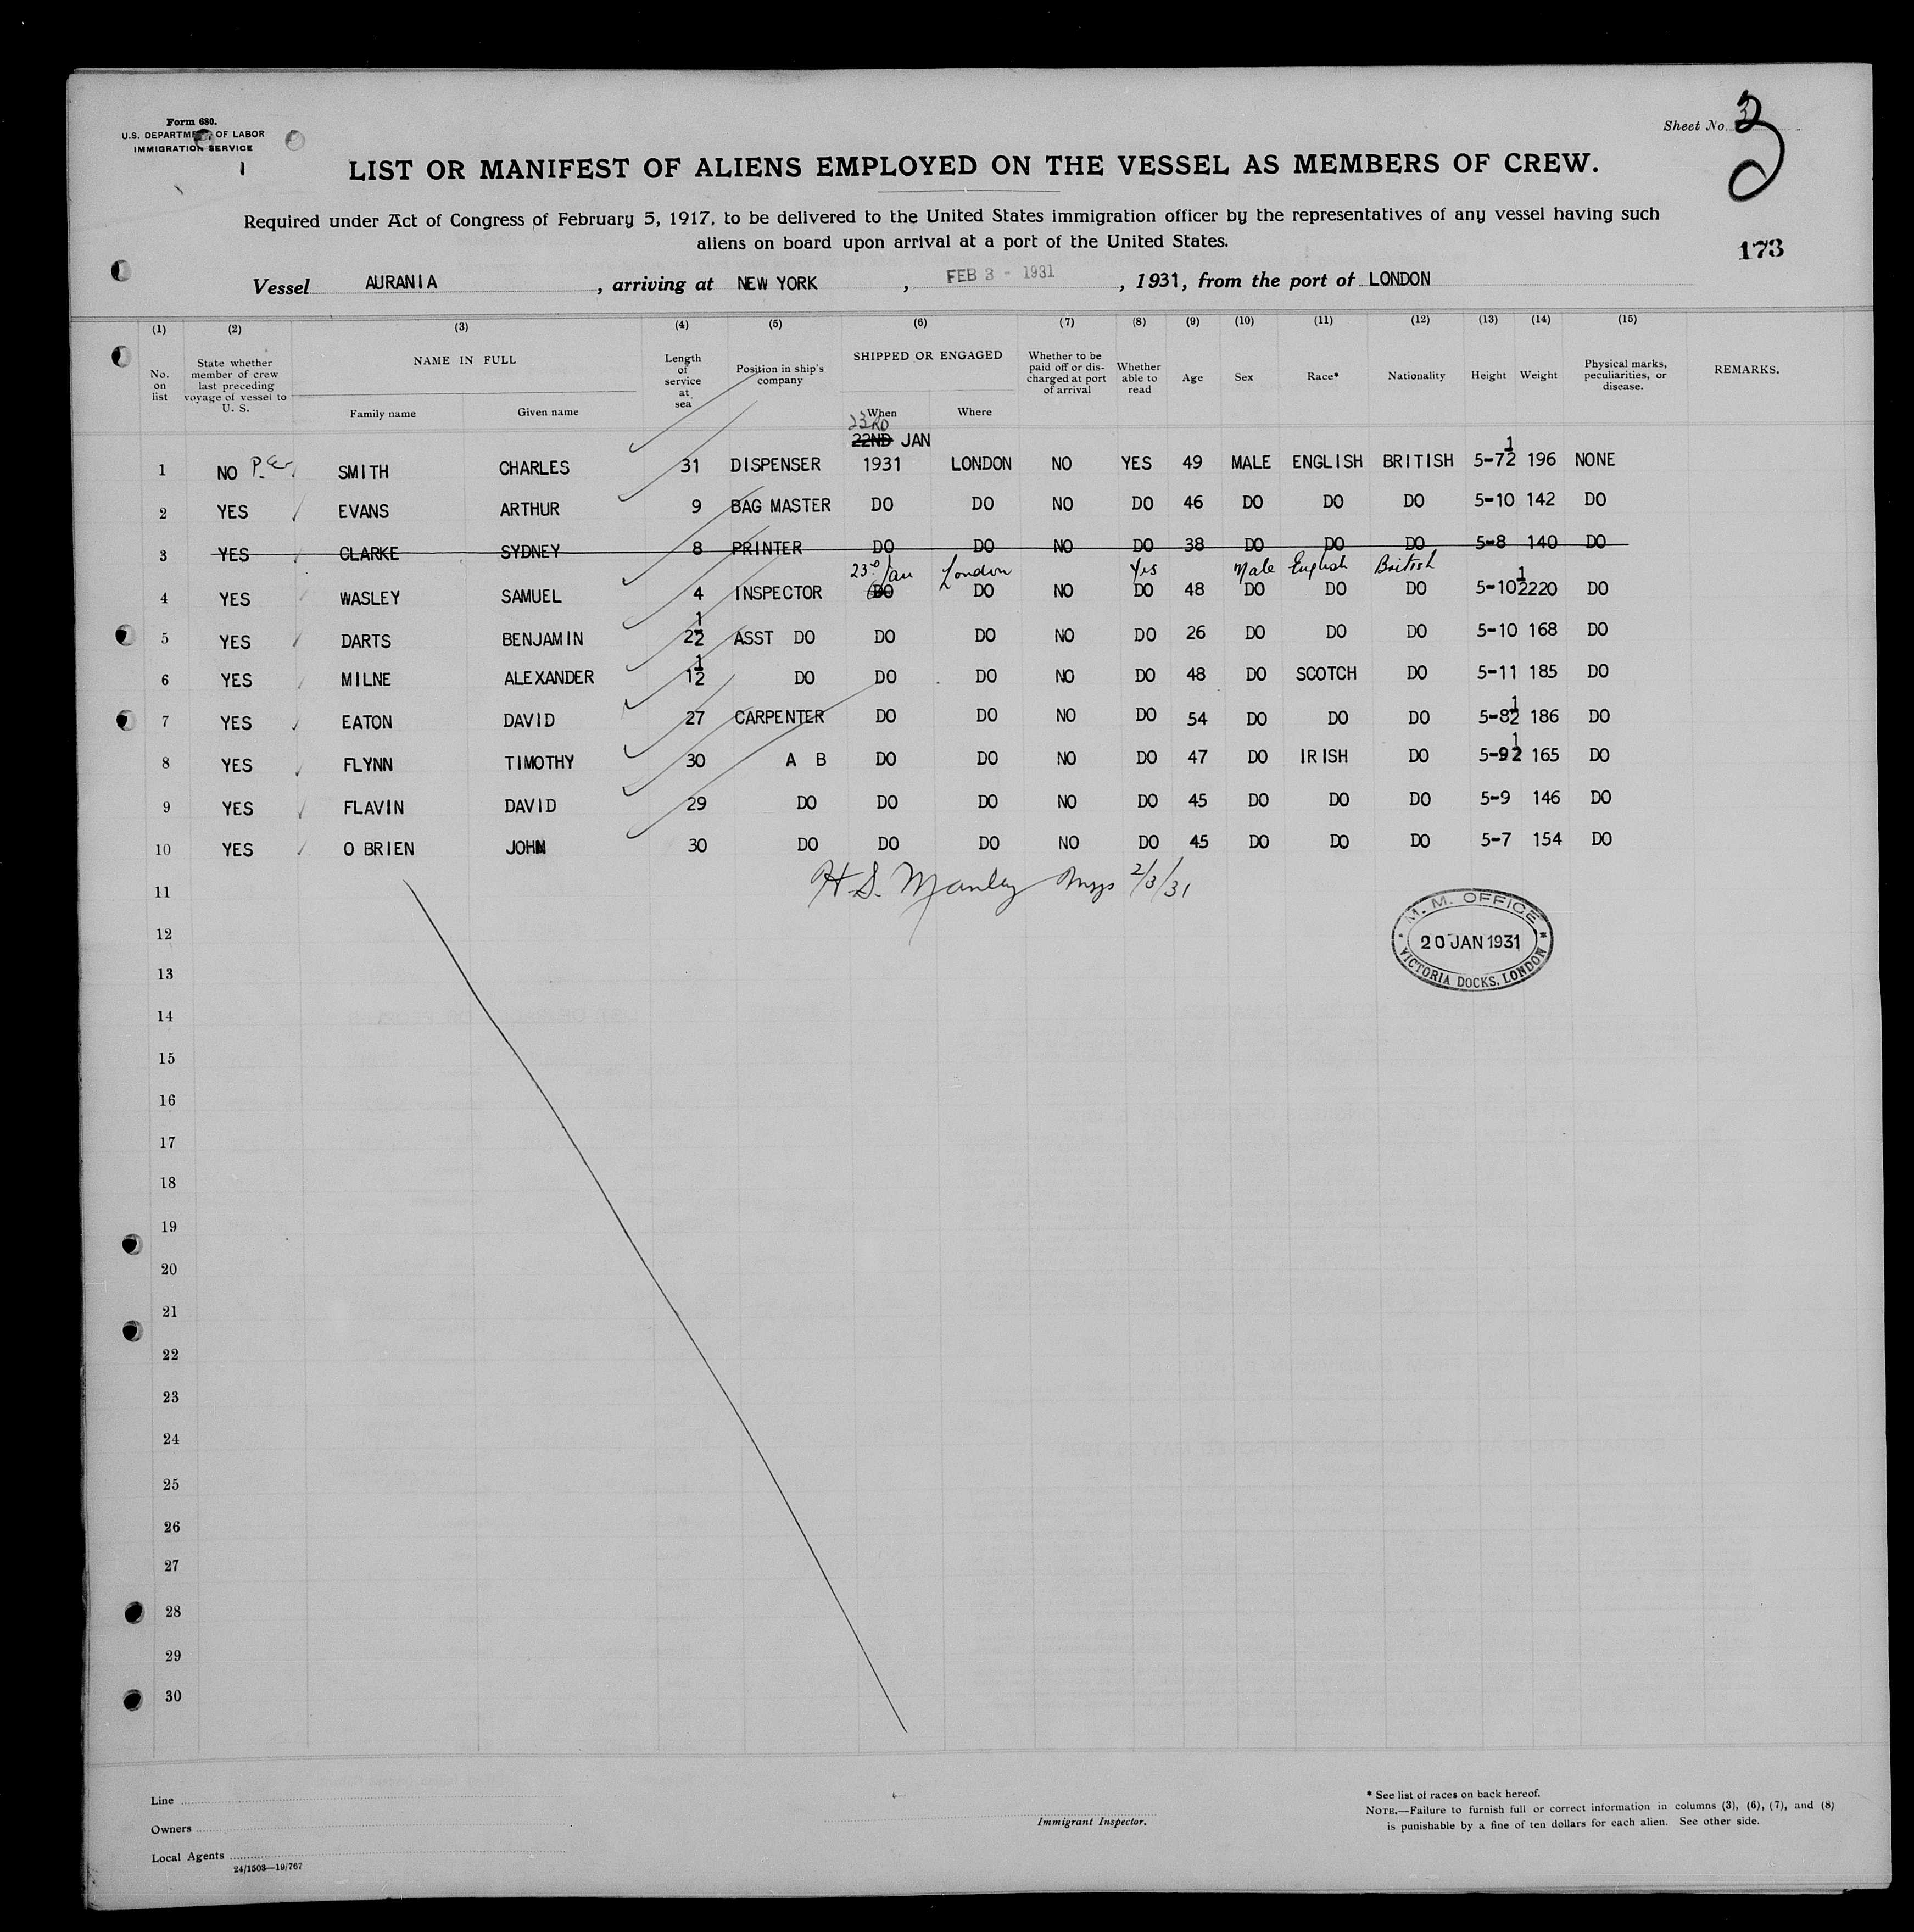 Form 680.
U.S. DEPARTMENT OF LABOR
IMMIGRATION SERVICE
1
Sheet No. 3
LIST OR MANIFEST OF ALIENS EMPLOYED ON THE VESSEL AS MEMBERS OF CREW.
Required under Act of Congress of February 5, 1917, to be delivered to the United States immigration officer by the representatives of any vessel having such
aliens on board upon arrival at a port of the United States.
173
Vessel AURANIA, arriving at NEW YORK, FEB 3 - 1931, 1931, from the port of LONDON
(1) (2) (3) (4) (5) (6) (7) (8) (9) (10) (11) (12) (13) (14) (15)
No. on list
State whether member of crew last preceding voyage of vessel to U. S.
NAME IN FULL
Family name
Given name
Length of service at sea
Position in ship's company
SHIPPED OR ENGAGED
When
Where
Whether to be paid off or discharged at port of arrival
Whether able to read
Age
Sex
Race*
Nationality
Height
Weight
Physical marks, peculiarities, or disease.
REMARKS.
23RD
22ND JAN
1 NO SMITH CHARLES 31 DISPENSER 1931 LONDON NO YES 49 MALE ENGLISH BRITISH 5-7½ 196 NONE
2 YES EVANS ARTHUR 9 BAG MASTER DO DO NO DO 46 DO DO DO 5-10 142 DO
3 YES CLARKE SYDNEY 8 PRINTER DO DO NO DO 38 DO DO DO 5-8 140 DO
23rd Jan London Yes Male English British
4 YES WASLEY SAMUEL 4 INSPECTOR DO DO NO DO 48 DO DO DO 5-10½ 220 DO
5 YES DARTS BENJAMIN 2½ ASST DO DO DO NO DO 26 DO DO DO 5-10 168 DO
6 YES MILNE ALEXANDER 1½ DO DO DO NO DO 48 DO SCOTCH DO 5-11 185 DO
7 YES EATON DAVID 27 CARPENTER DO DO NO DO 54 DO DO DO 5-8½ 186 DO
8 YES FLYNN TIMOTHY 30 A B DO DO NO DO 47 DO IRISH DO 5-9½ 165 DO
9 YES FLAVIN DAVID 29 DO DO DO NO DO 45 DO DO DO 5-9 146 DO
10 YES O BRIEN JOHN 30 DO DO DO NO DO 45 DO DO DO 5-7 154 DO
H.S. Manley 2/3/31
11
12
13
14
15
16
17
18
19
20
21
22
23
24
25
26
27
28
29
30
M. M. OFFICE
20 JAN 1931
VICTORIA DOCKS, LONDON
Line
Owners
Local Agents
24/1503—19/767
Immigrant Inspector.
* See list of races on back hereof.
NOTE.—Failure to furnish full or correct information in columns (3), (6), (7), and (8)
is punishable by a fine of ten dollars for each alien. See other side.